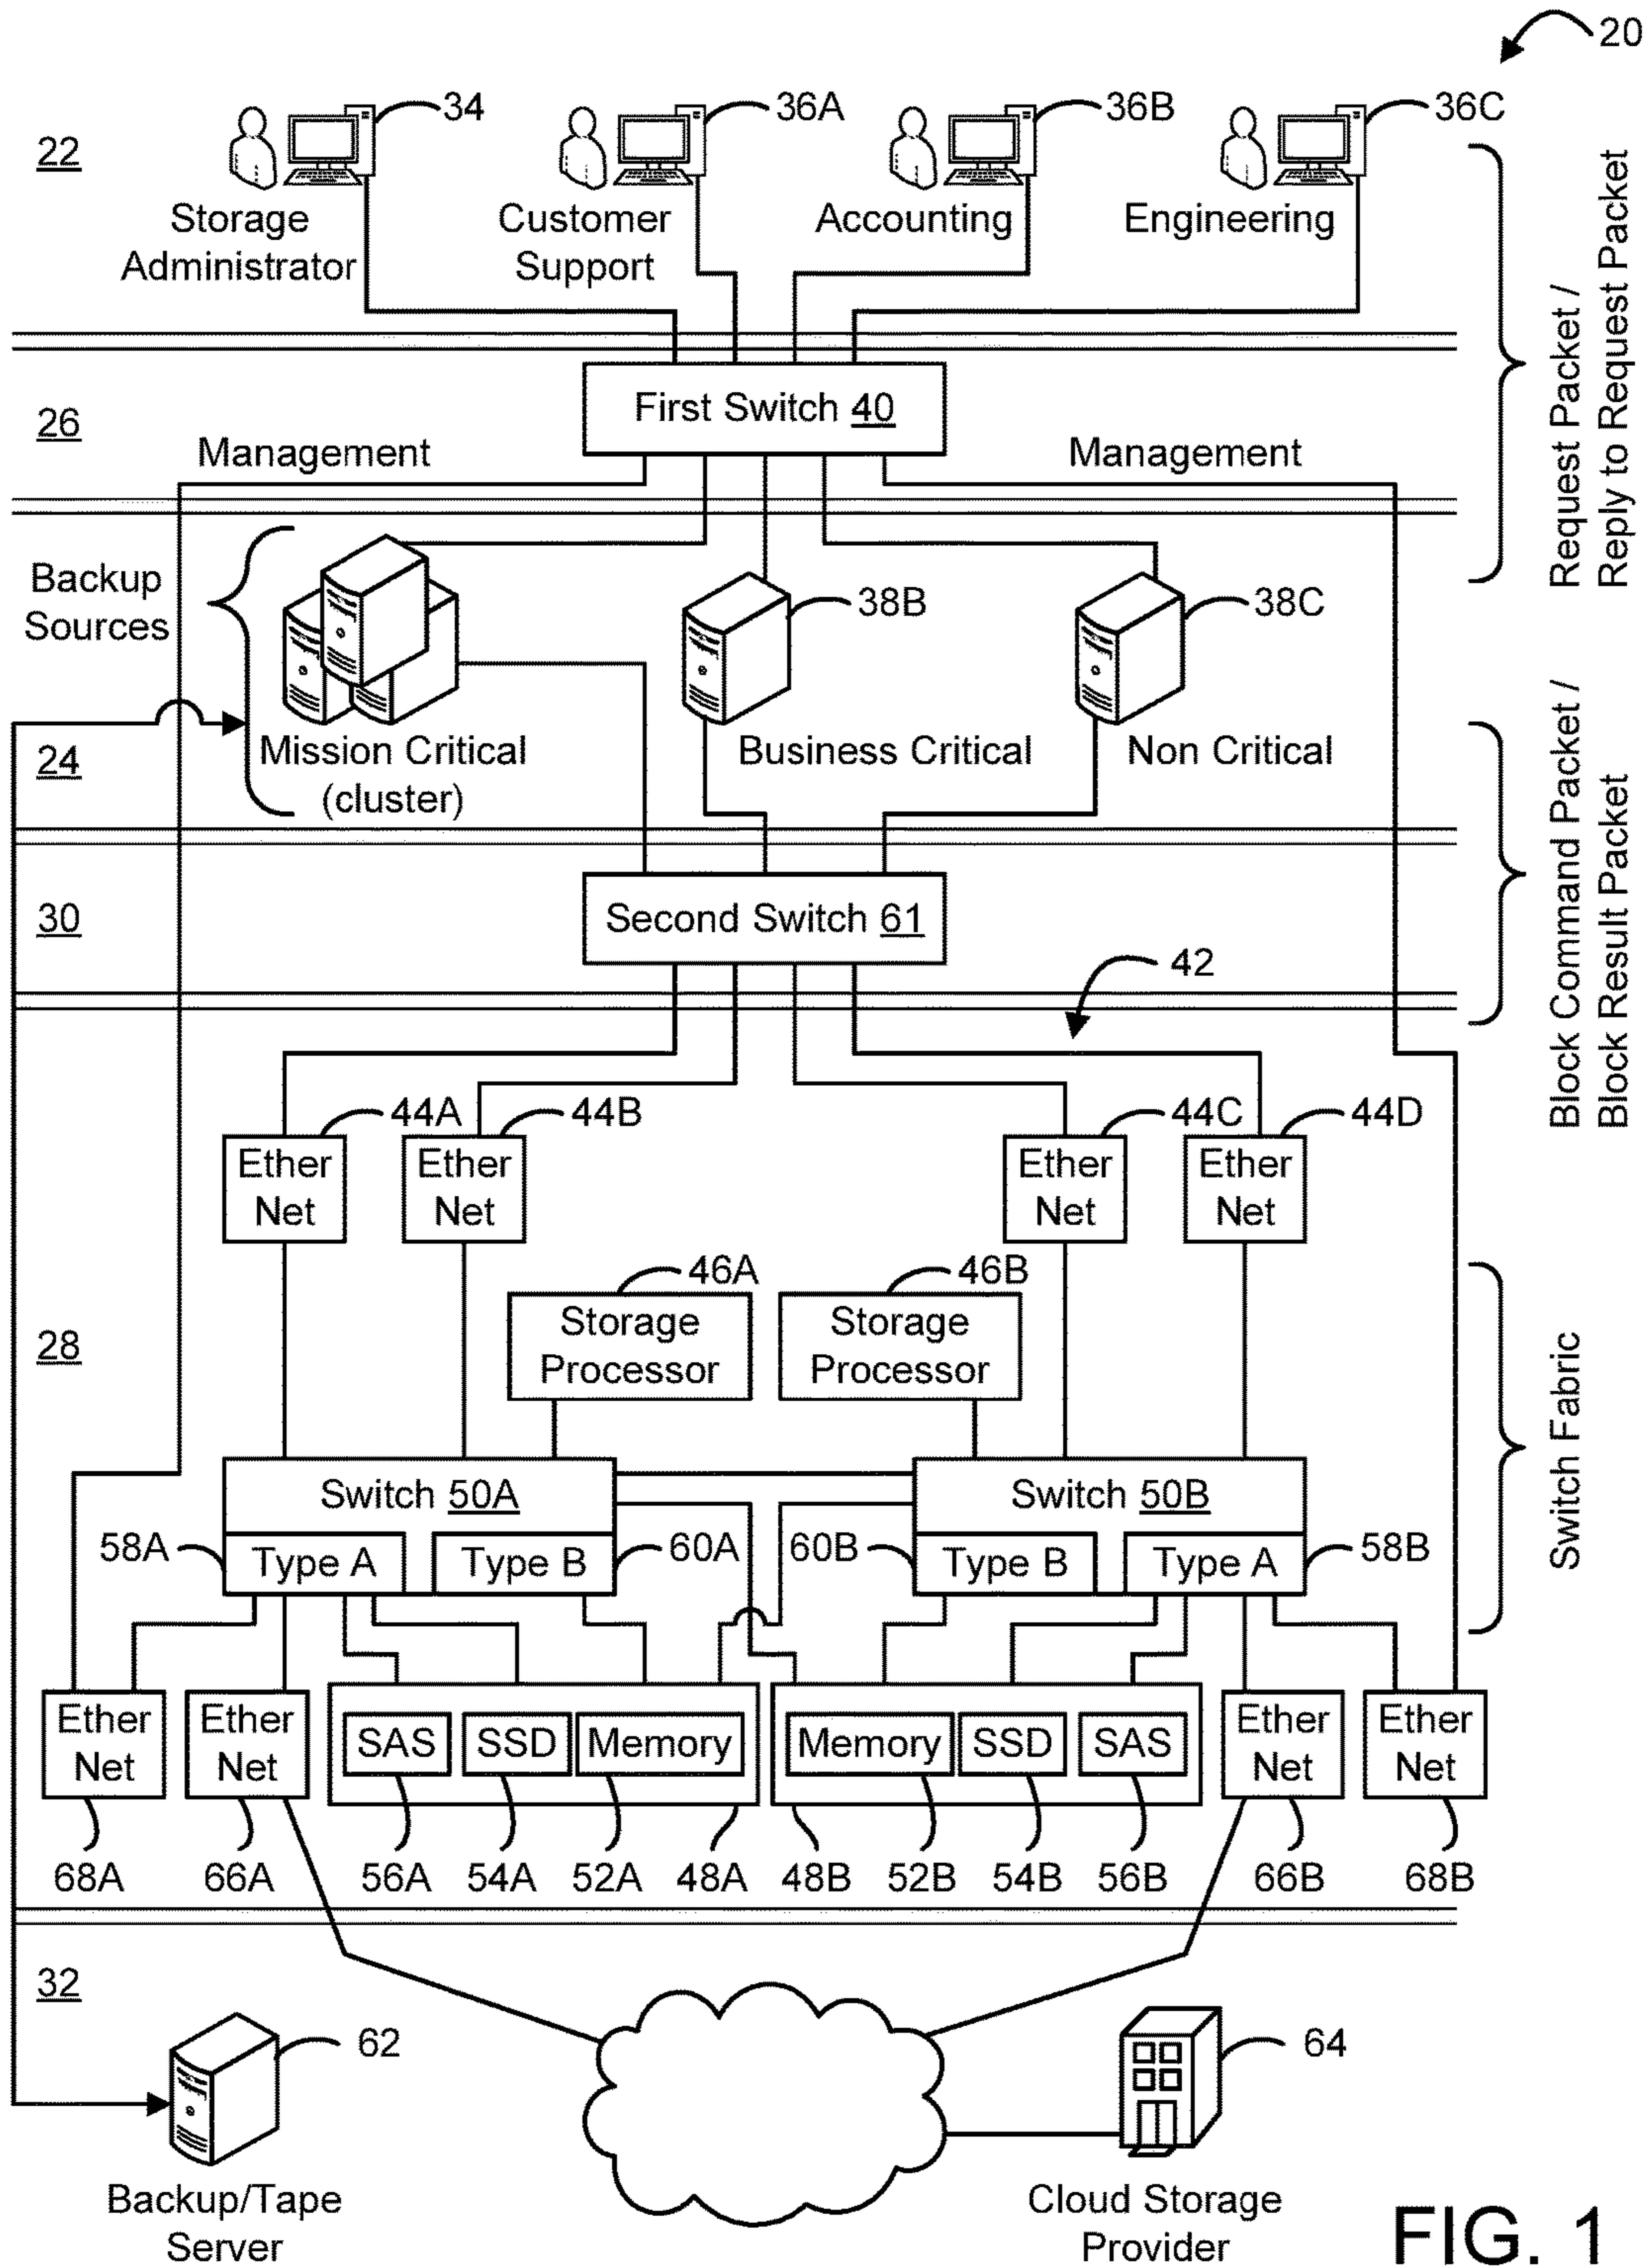 20
34
36A
36B
36C
22
Storage
Administrator
Customer
Support
Accounting
Engineering
Request Packet /
Reply to Request Packet
First Switch 40
26
Management
Management
Backup
Sources
38B
38C
24
Mission Critical
(cluster)
Business Critical
Non Critical
Block Command Packet /
Block Result Packet
30
Second Switch 61
42
44A
44B
44C
44D
Ether
Net
Ether
Net
Ether
Net
Ether
Net
46A
46B
28
Storage
Processor
Storage
Processor
Switch Fabric
Switch 50A
Switch 50B
58A
Type A
Type B
60A
60B
Type B
Type A
58B
Ether
Net
Ether
Net
SAS
SSD
Memory
Memory
SSD
SAS
Ether
Net
Ether
Net
68A
66A
56A
54A
52A
48A
48B
52B
54B
56B
66B
68B
32
62
64
Backup/Tape
Server
Cloud Storage
Provider
FIG. 1